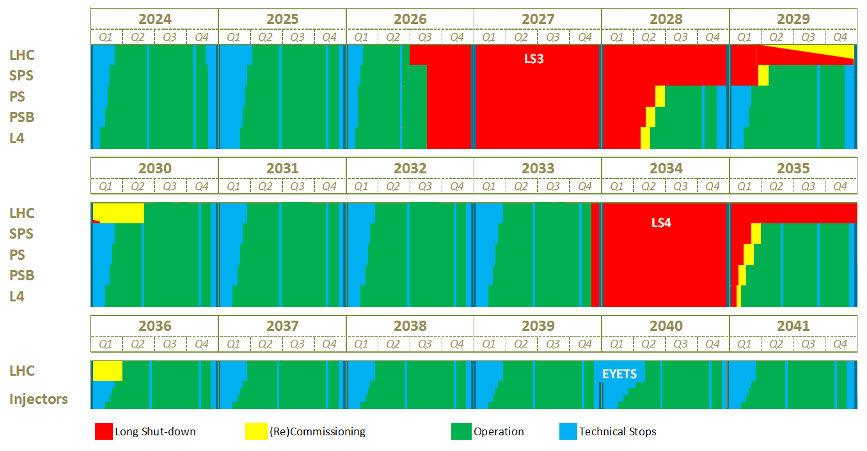 2024 2025 2026 2027 2028 2029
Q1 Q2 Q3 Q4 Q1 Q2 Q3 Q4 Q1 Q2 Q3 Q4 Q1 Q2 Q3 Q4 Q1 Q2 Q3 Q4 Q1 Q2 Q3 Q4
LHC
LS3
SPS
PS
PSB
L4
2030 2031 2032 2033 2034 2035
Q1 Q2 Q3 Q4 Q1 Q2 Q3 Q4 Q1 Q2 Q3 Q4 Q1 Q2 Q3 Q4 Q1 Q2 Q3 Q4 Q1 Q2 Q3 Q4
LHC
LS4
SPS
PS
PSB
L4
2036 2037 2038 2039 2040 2041
Q1 Q2 Q3 Q4 Q1 Q2 Q3 Q4 Q1 Q2 Q3 Q4 Q1 Q2 Q3 Q4 Q1 Q2 Q3 Q4 Q1 Q2 Q3 Q4
LHC EYETS
Injectors
Long Shut-down (Re)Commissioning Operation Technical Stops